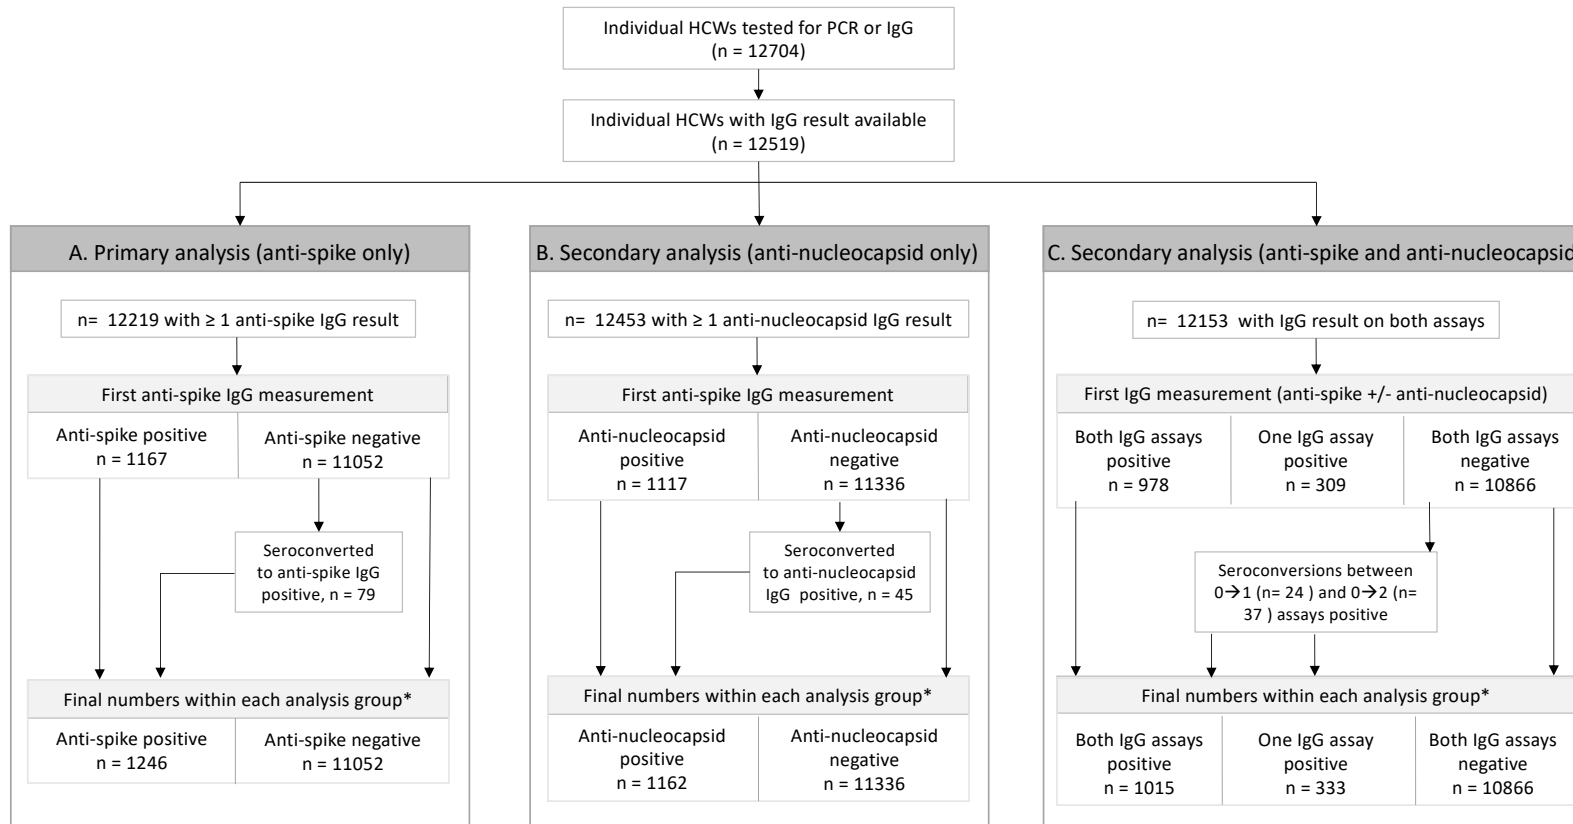 Individual HCWs tested for PCR or IgG
(n = 12704)
Individual HCWs with IgG result available
(n = 12519)
A. Primary analysis (anti-spike only)
n= 12219 with ≥ 1 anti-spike IgG result
First anti-spike IgG measurement
Anti-spike positive
n = 1167
Anti-spike negative
n = 11052
Seroconverted
to anti-spike IgG
positive, n = 79
Final numbers within each analysis group*
Anti-spike positive
n = 1246
Anti-spike negative
n = 11052
B. Secondary analysis (anti-nucleocapsid only)
n= 12453 with ≥ 1 anti-nucleocapsid IgG result
First anti-spike IgG measurement
Anti-nucleocapsid
positive
n = 1117
Anti-nucleocapsid
negative
n = 11336
Seroconverted
to anti-nucleocapsid
IgG positive, n = 45
Final numbers within each analysis group*
Anti-nucleocapsid
positive
n = 1162
Anti-nucleocapsid
negative
n = 11336
C. Secondary analysis (anti-spike and anti-nucleocapsid
n= 12153 with IgG result on both assays
First IgG measurement (anti-spike +/- anti-nucleocapsid)
Both IgG assays
positive
n = 978
One IgG assay
positive
n = 309
Both IgG assays
negative
n = 10866
Seroconversions between
0→1 (n= 24 ) and 0→2 (n=
37 ) assays positive
Final numbers within each analysis group*
Both IgG assays
positive
n = 1015
One IgG assay
positive
n = 333
Both IgG assays
negative
n = 10866